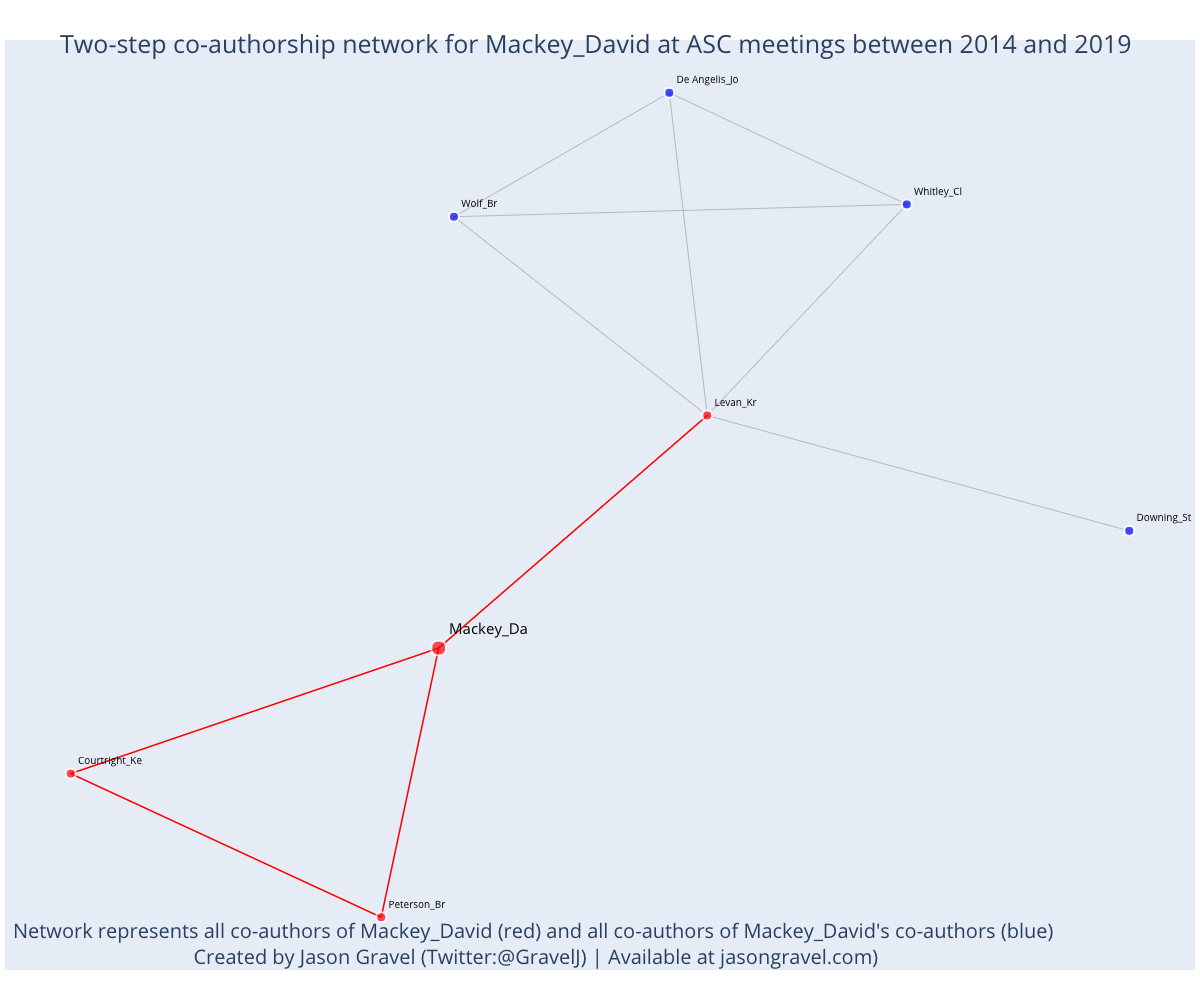 Two-step co-authorship network for Mackey_David at ASC meetings between 2014 and 2019
De Angelis_Jo
Whitley_Cl
Wolf_Br
Levan_Kr
Downing_St
Mackey_Da
Courtright_Ke
Peterson_Br
Network represents all co-authors of Mackey_David (red) and all co-authors of Mackey_David's co-authors (blue)
Created by Jason Gravel (Twitter:@GravelJ) | Available at jasongravel.com)